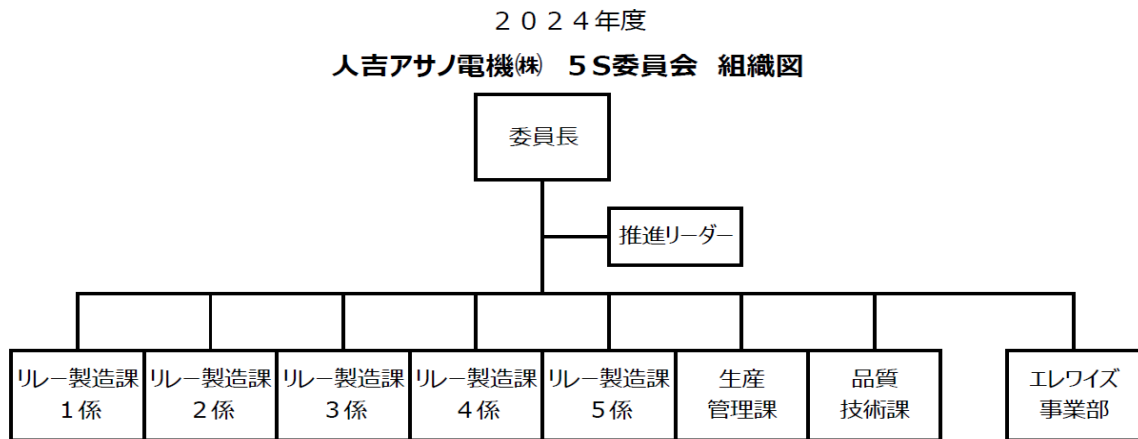 ２０２４年度
人吉アサノ電機㈱　５S委員会　組織図
委員長
推進リーダー
リレー製造課
１係
リレー製造課
２係
リレー製造課
３係
リレー製造課
４係
リレー製造課
５係
生産
管理課
品質
技術課
エレワイズ
事業部